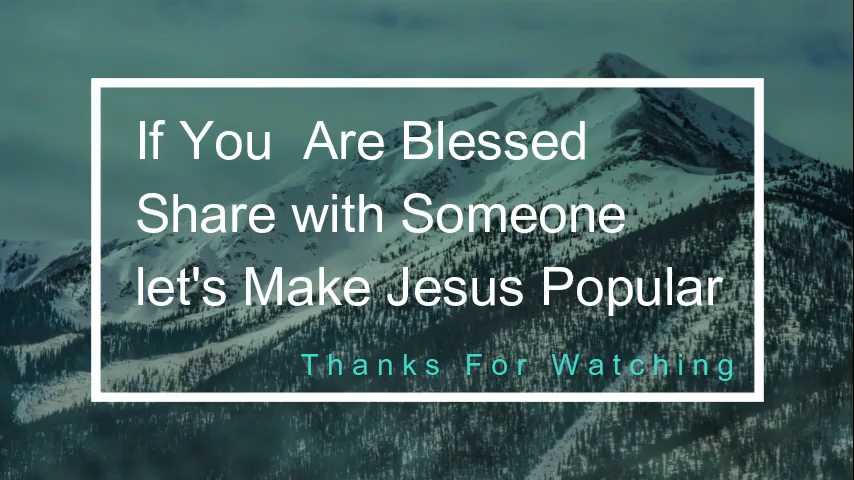 If You  Are Blessed
Share with Someone
let's Make Jesus Popular
Thanks For Watching